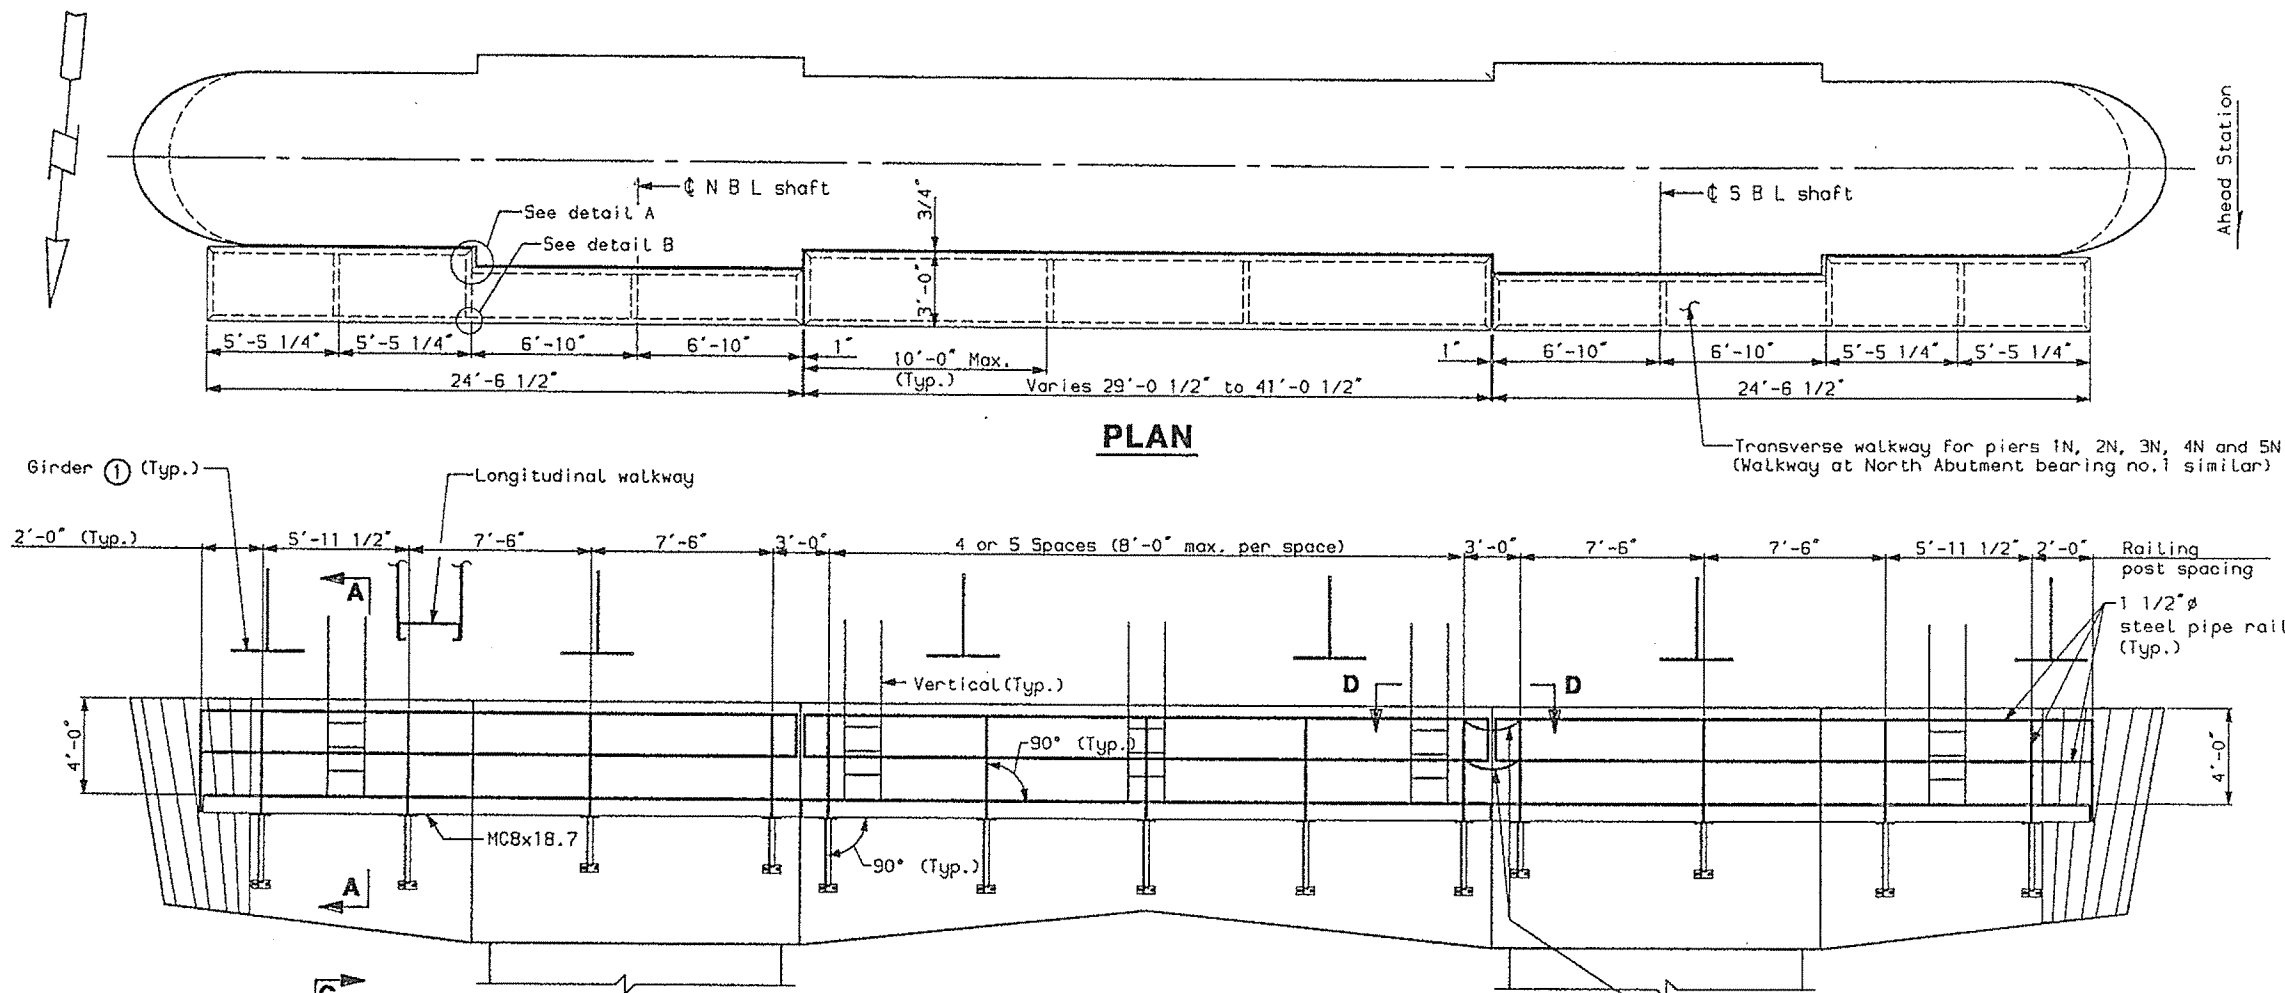 Ahead Station
℄ N B L shaft
℄ S B L shaft
See detail A
See detail B
3/4"
3'-0"
5'-5 1/4"
5'-5 1/4"
6'-10"
6'-10"
1"
10'-0" Max.
(Typ.)
1"
6'-10"
6'-10"
5'-5 1/4"
5'-5 1/4"
24'-6 1/2"
Varies 29'-0 1/2" to 41'-0 1/2"
24'-6 1/2"
PLAN
Transverse walkway for piers 1N, 2N, 3N, 4N and 5N
(Walkway at North Abutment bearing no.1 similar)
Girder 1 (Typ.)
Longitudinal walkway
2'-0" (Typ.)
5'-11 1/2"
7'-6"
7'-6"
3'-0"
4 or 5 Spaces (8'-0" max. per space)
3'-0"
7'-6"
7'-6"
5'-11 1/2"
2'-0"
Railing
post spacing
A
1 1/2"ø
steel pipe rail
(Typ.)
Vertical(Typ.)
D
D
4'-0"
90° (Typ.)
4'-0"
MC8x18.7
90° (Typ.)
A
C